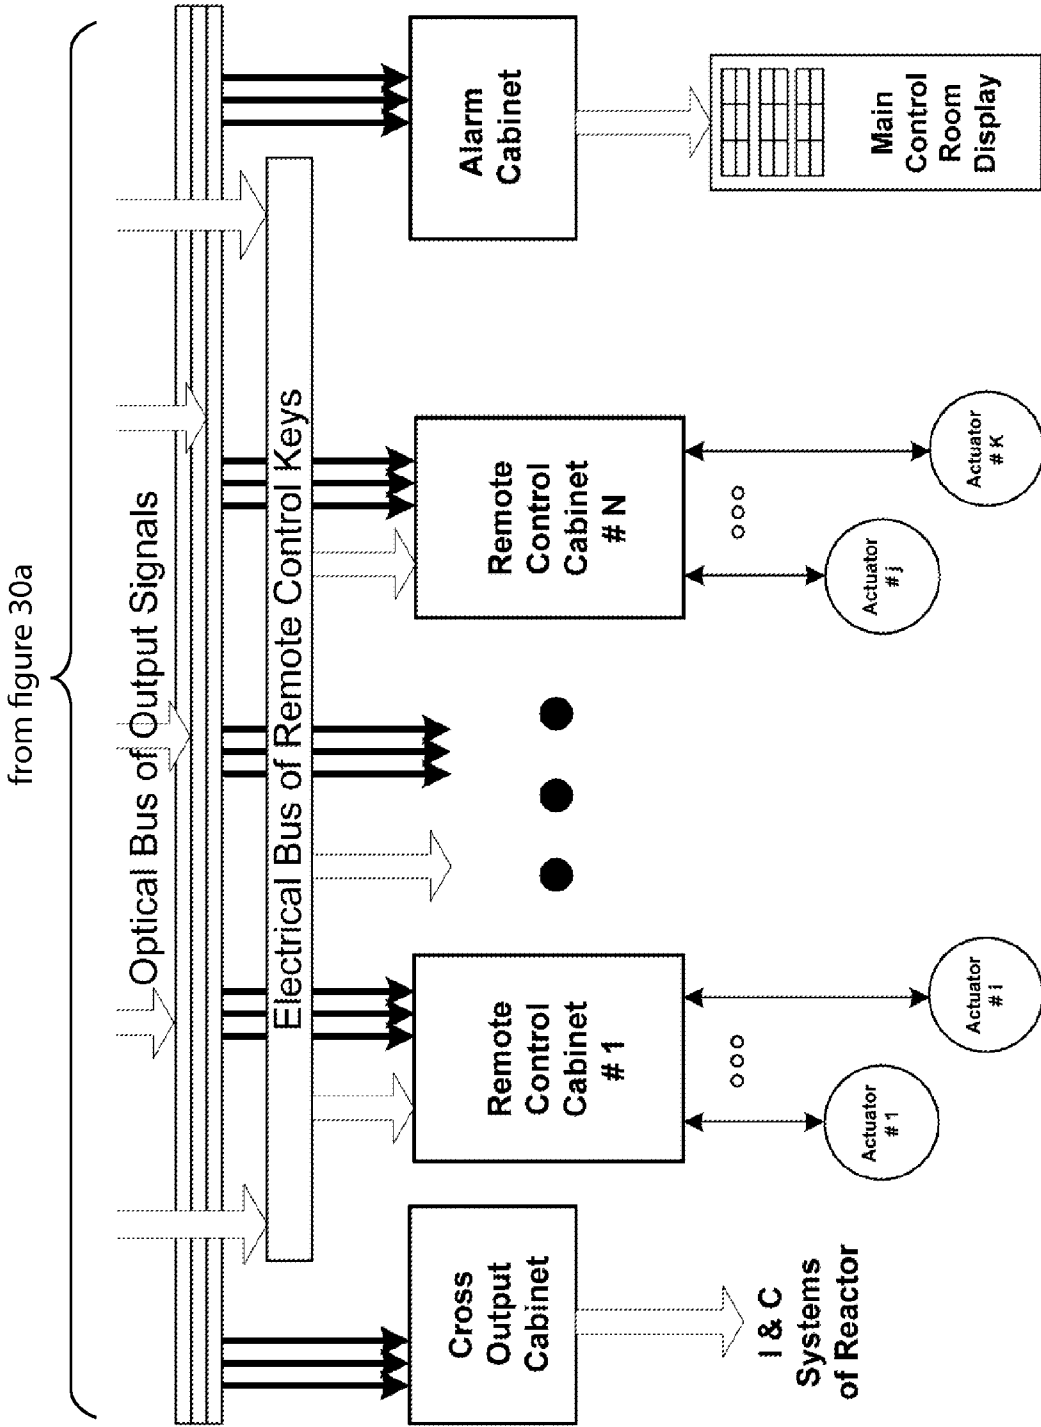 from figure 30a
Optical Bus of Output Signals
Electrical Bus of Remote Control Keys
Cross
Output
Cabinet
Remote
Control
Cabinet
# 1
Remote
Control
Cabinet
# N
Alarm
Cabinet
I & C
Systems
of Reactor
Actuator
# 1
Actuator
# i
Actuator
# j
Actuator
# K
Main
Control
Room
Display